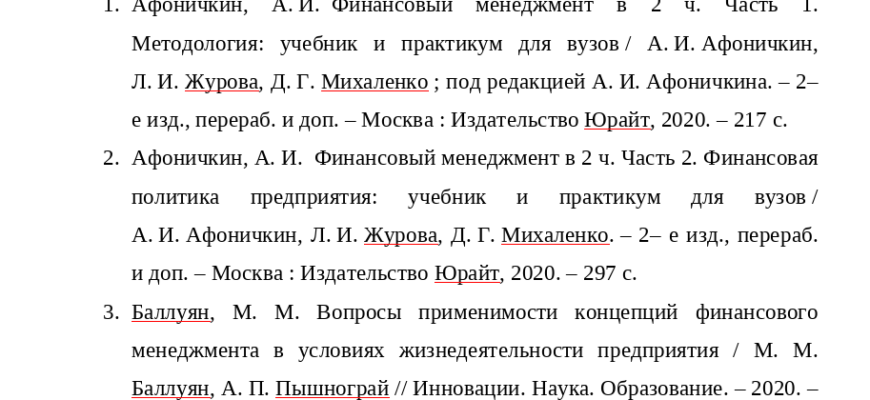 1. Афоничкин, А. И. Финансовый менеджмент в 2 ч. Часть 1.
Методология: учебник и практикум для вузов / А. И. Афоничкин,
Л. И. Журова, Д. Г. Михаленко ; под редакцией А. И. Афоничкина. – 2–
е изд., перераб. и доп. – Москва : Издательство Юрайт, 2020. – 217 с.
2. Афоничкин, А. И. Финансовый менеджмент в 2 ч. Часть 2. Финансовая
политика предприятия: учебник и практикум для вузов /
А. И. Афоничкин, Л. И. Журова, Д. Г. Михаленко. – 2– е изд., перераб.
и доп. – Москва : Издательство Юрайт, 2020. – 297 с.
3. Баллуян, М. М. Вопросы применимости концепций финансового
менеджмента в условиях жизнедеятельности предприятия / М. М.
Баллуян, А. П. Пышнограй // Инновации. Наука. Образование. – 2020. –